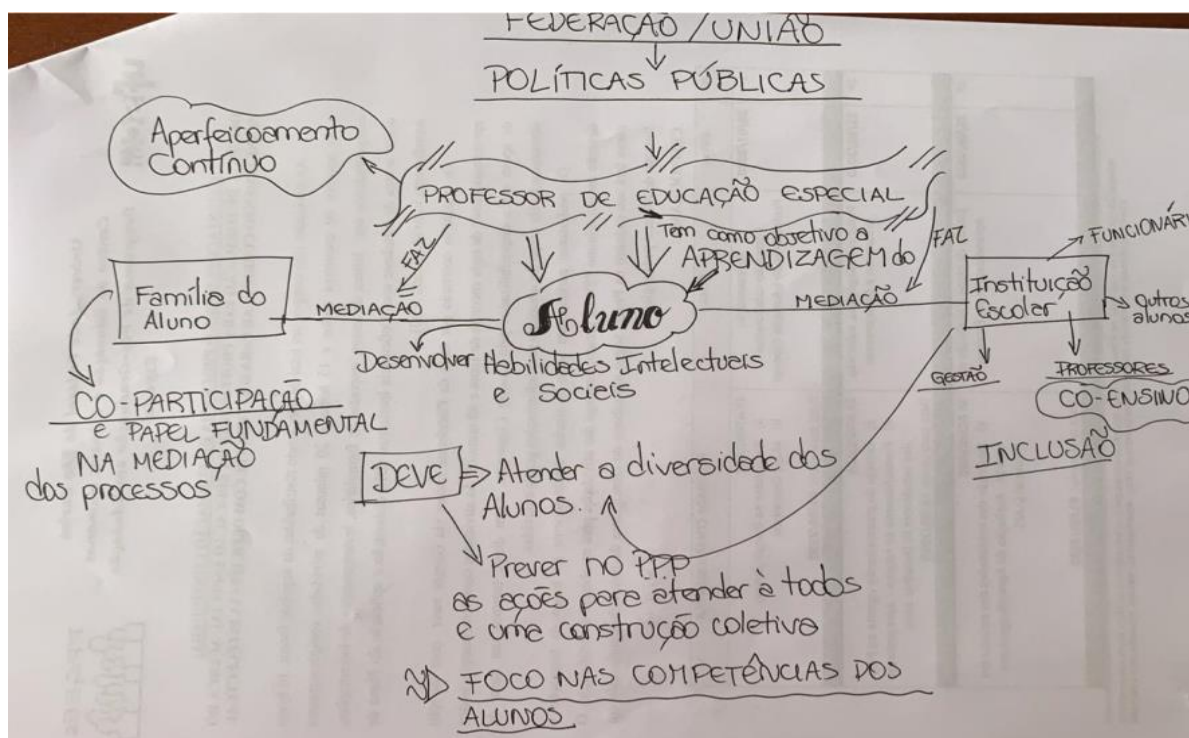 FEDERAÇÃO / UNIÃO
POLÍTICAS PÚBLICAS
Aperfeicoamento
Contínuo
PROFESSOR DE EDUCAÇÃO ESPECIAL
Tem como objetivo a
APRENDIZAGEM do
FAZ
FAZ
Família do
Aluno
MEDIAÇÃO
Aluno
MEDIAÇÃO
Instituição
Escolar
FUNCIONÁRI
outros
alunos
GESTÃO
PROFESSORES
CO-ENSINO
INCLUSÃO
Desenvolver Habilidades Intelectuais
e Sociais
CO-PARTICIPAÇÃO
e PAPEL FUNDAMENTAL
NA MEDIAÇÃO
dos processos
DEVE => Atender a diversidade dos
Alunos.
Prever no PPP
as ações para atender à todos
e uma construção coletiva
FOCO NAS COMPETÊNCIAS DOS
ALUNOS